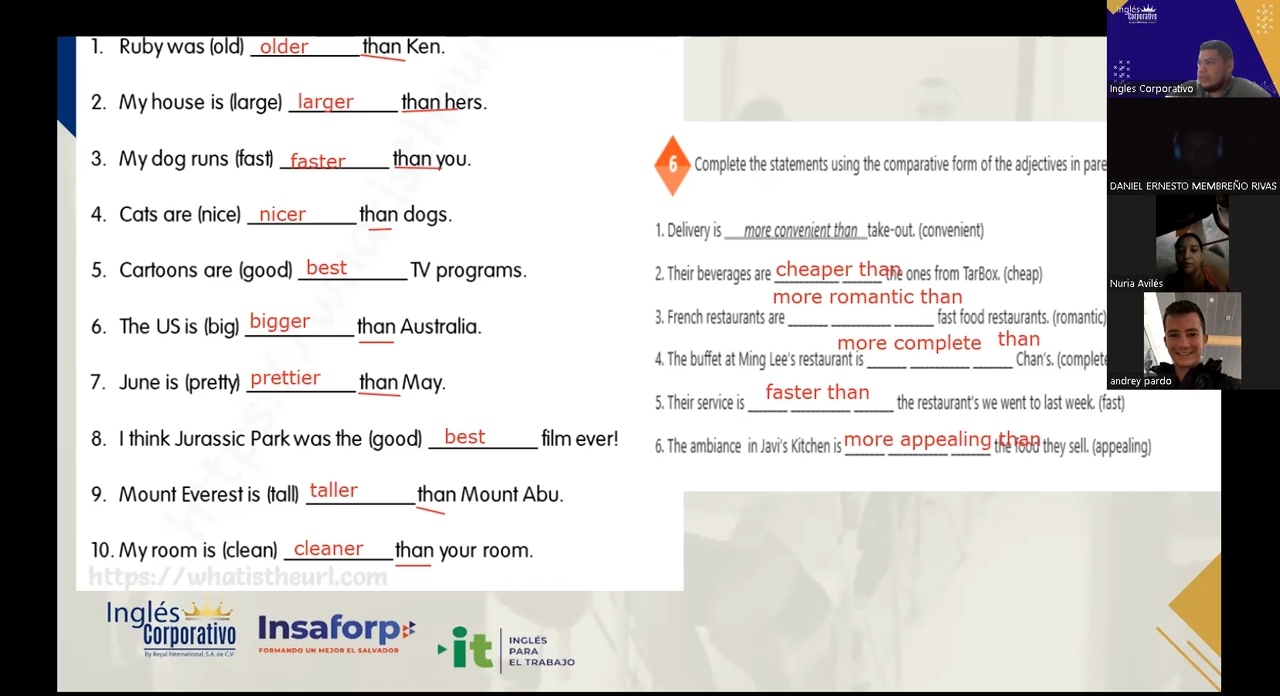 1. Ruby was (old) older than Ken.
2. My house is (large) larger than hers.
3. My dog runs (fast) faster than you.
4. Cats are (nice) nicer than dogs.
5. Cartoons are (good) best TV programs.
6. The US is (big) bigger than Australia.
7. June is (pretty) prettier than May.
8. I think Jurassic Park was the (good) best film ever!
9. Mount Everest is (tall) taller than Mount Abu.
10. My room is (clean) cleaner than your room.
https://whatistheurl.com
6 Complete the statements using the comparative form of the adjectives in pare
1. Delivery is more convenient than take-out. (convenient)
2. Their beverages are cheaper than the ones from TarBox. (cheap)
more romantic than
3. French restaurants are fast food restaurants. (romantic)
more complete than
4. The buffet at Ming Lee's restaurant is Chan's. (complete
faster than
5. Their service is the restaurant's we went to last week. (fast)
6. The ambiance in Javi's Kitchen is more appealing than the food they sell. (appealing)
Inglés
Corporativo
By Regal International, S.A. de C.V.
Insaforp
FORMANDO UN MEJOR EL SALVADOR
it
INGLÉS
PARA
EL TRABAJO
Inglés
Corporativo
Ingles Corporativo
DANIEL ERNESTO MEMBREÑO RIVAS
Nuria Avilés
andrey pardo